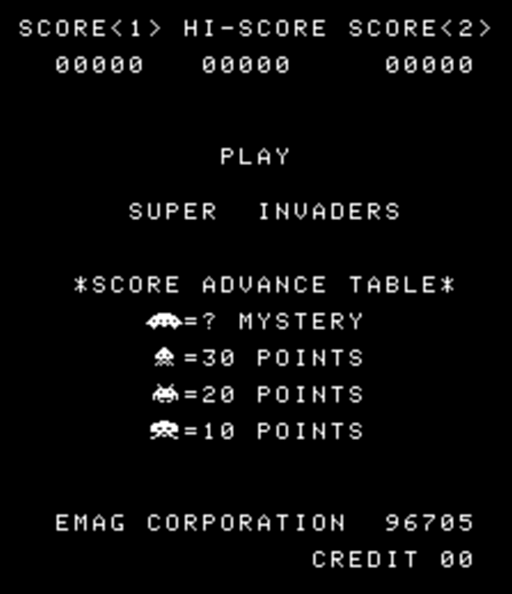 SCORE<1> HI-SCORE SCORE<2>
00000 00000 00000
PLAY
SUPER INVADERS
*SCORE ADVANCE TABLE*
=? MYSTERY
=30 POINTS
=20 POINTS
=10 POINTS
EMAG CORPORATION 96705
CREDIT 00